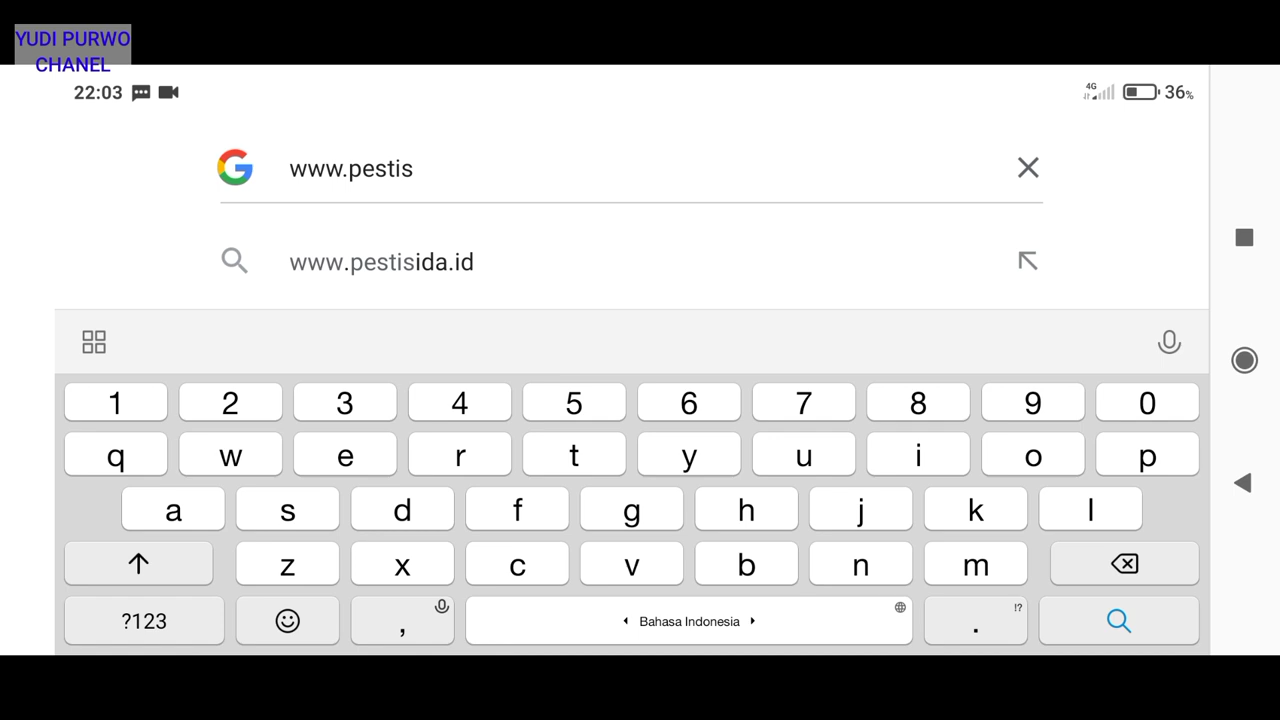 YUDI PURWO
CHANEL
22:03
4G
36%
www.pestis
www.pestisida.id
1 2 3 4 5 6 7 8 9 0
q w e r t y u i o p
a s d f g h j k l
z x c v b n m
?123 , Bahasa Indonesia . !?